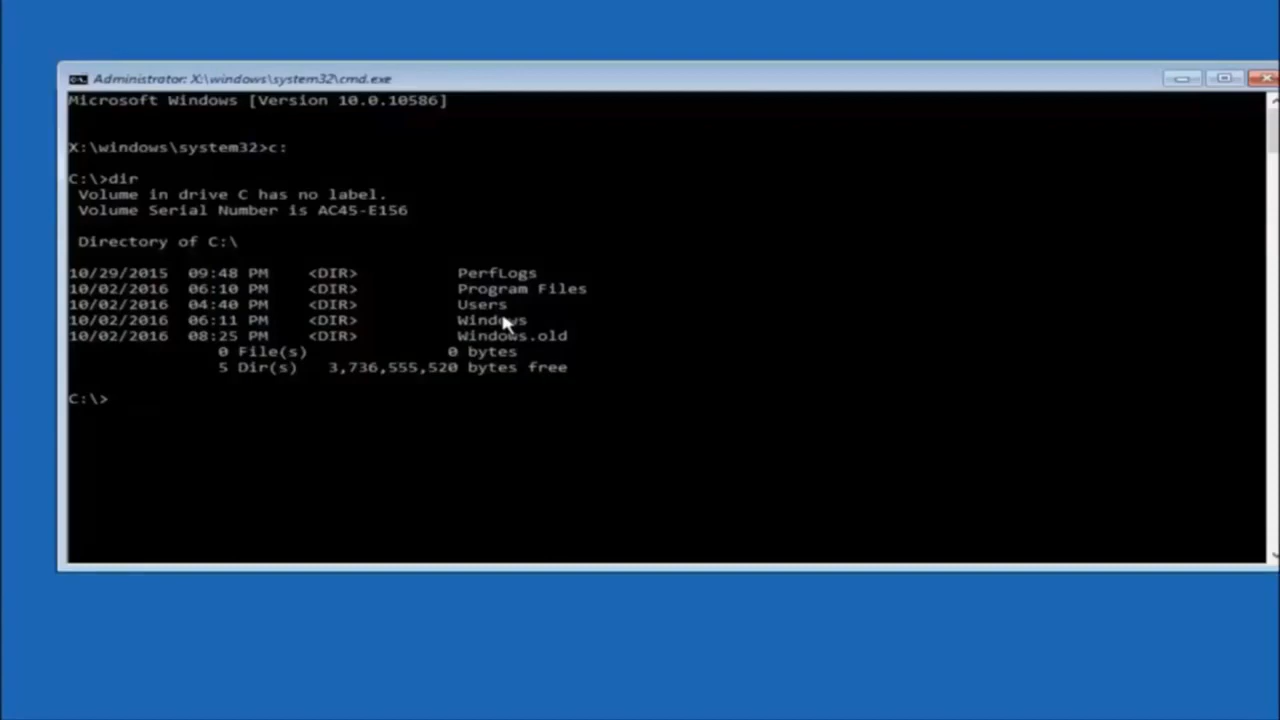 Administrator: X:\windows\system32\cmd.exe
Microsoft Windows [Version 10.0.10586]
X:\windows\system32>c:
C:\>dir
Volume in drive C has no label.
Volume Serial Number is AC45-E156
Directory of C:\
10/29/2015  09:48 PM    <DIR>          PerfLogs
10/02/2016  06:10 PM    <DIR>          Program Files
10/02/2016  04:40 PM    <DIR>          Users
10/02/2016  06:11 PM    <DIR>          Windows
10/02/2016  08:25 PM    <DIR>          Windows.old
0 File(s)              0 bytes
5 Dir(s)   3,736,555,520 bytes free
C:\>